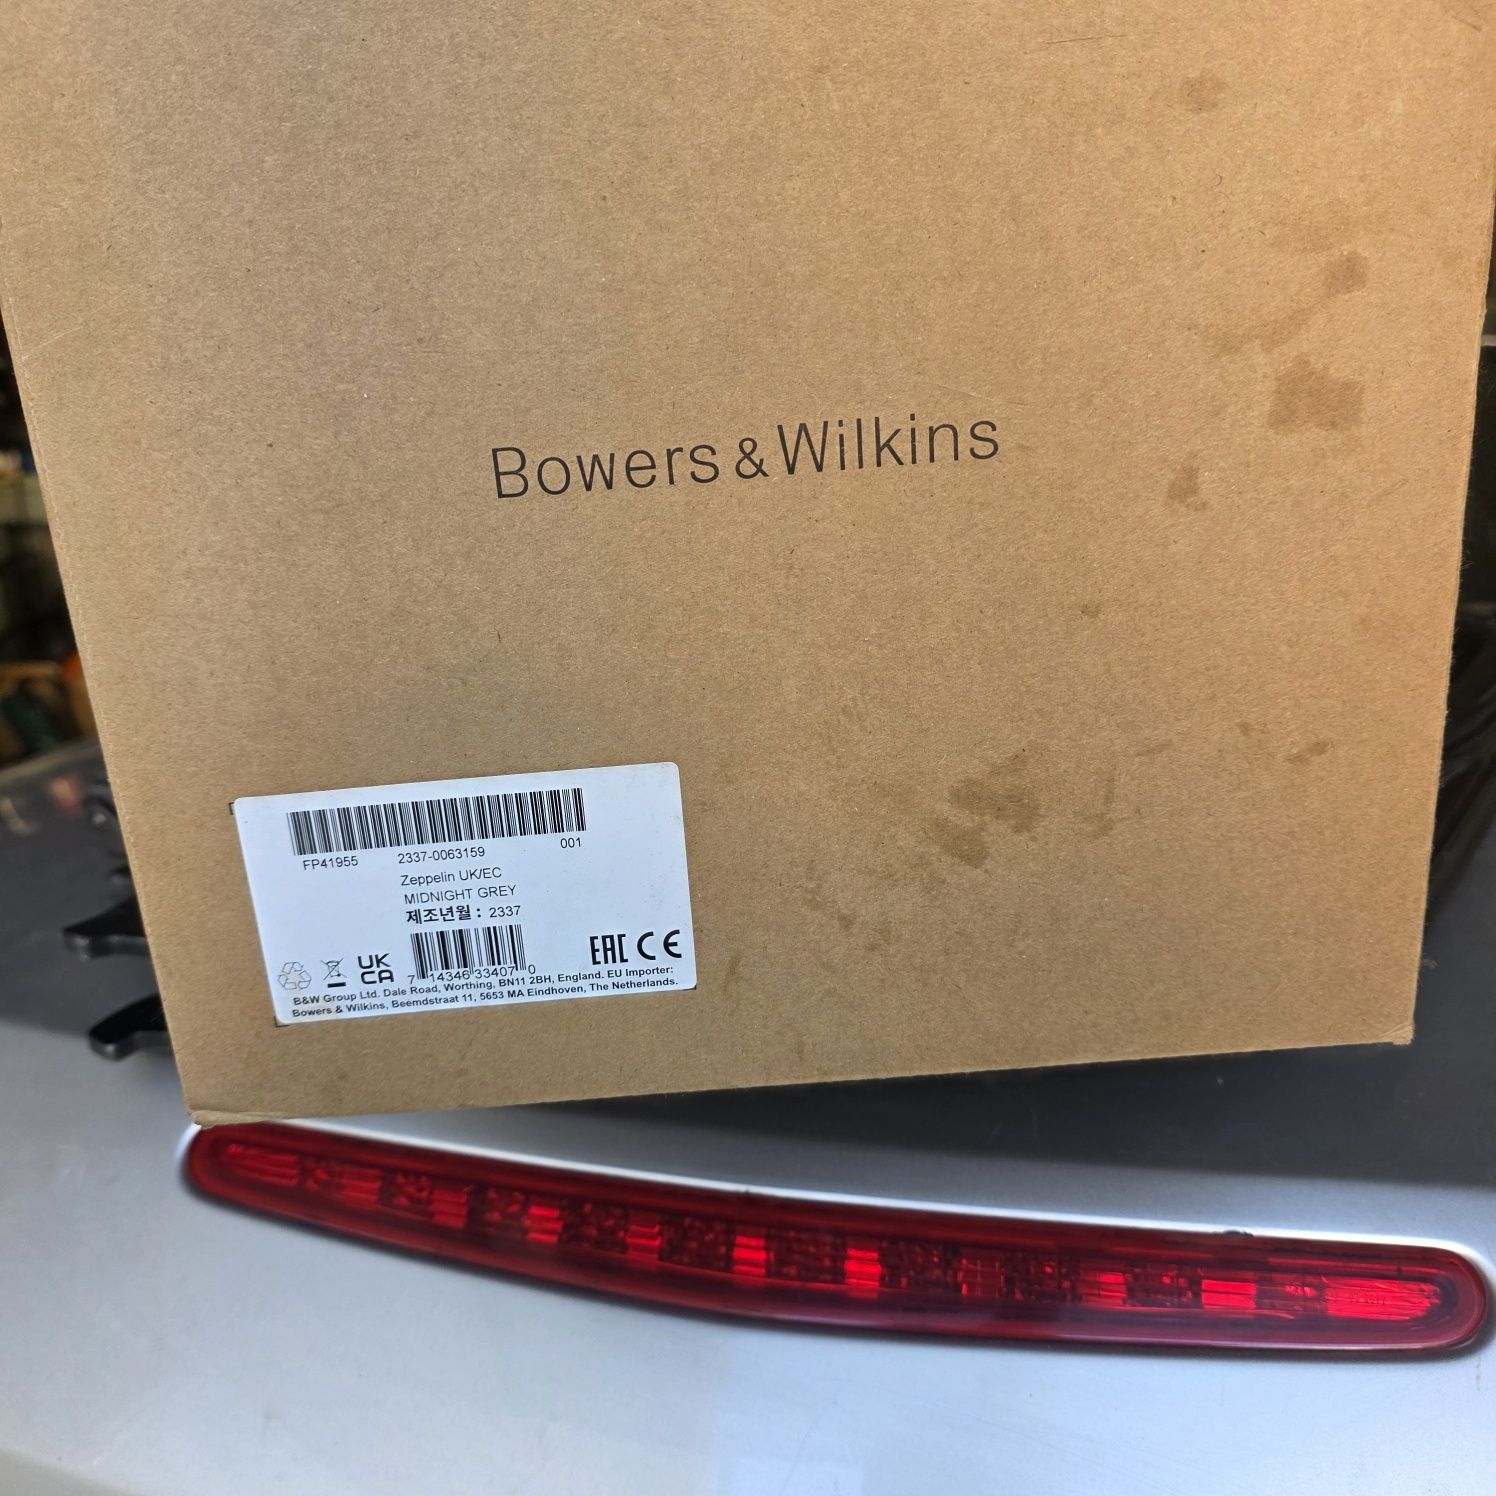 Bowers & Wilkins
FP41955 2337-0063159 001
Zeppelin UK/EC
MIDNIGHT GREY
제조년월 : 2337
UK
CA
EAC CE
7 14346 33407 0
B&W Group Ltd. Dale Road, Worthing, BN11 2BH, England. EU Importer:
Bowers & Wilkins, Beemdstraat 11, 5653 MA Eindhoven, The Netherlands.